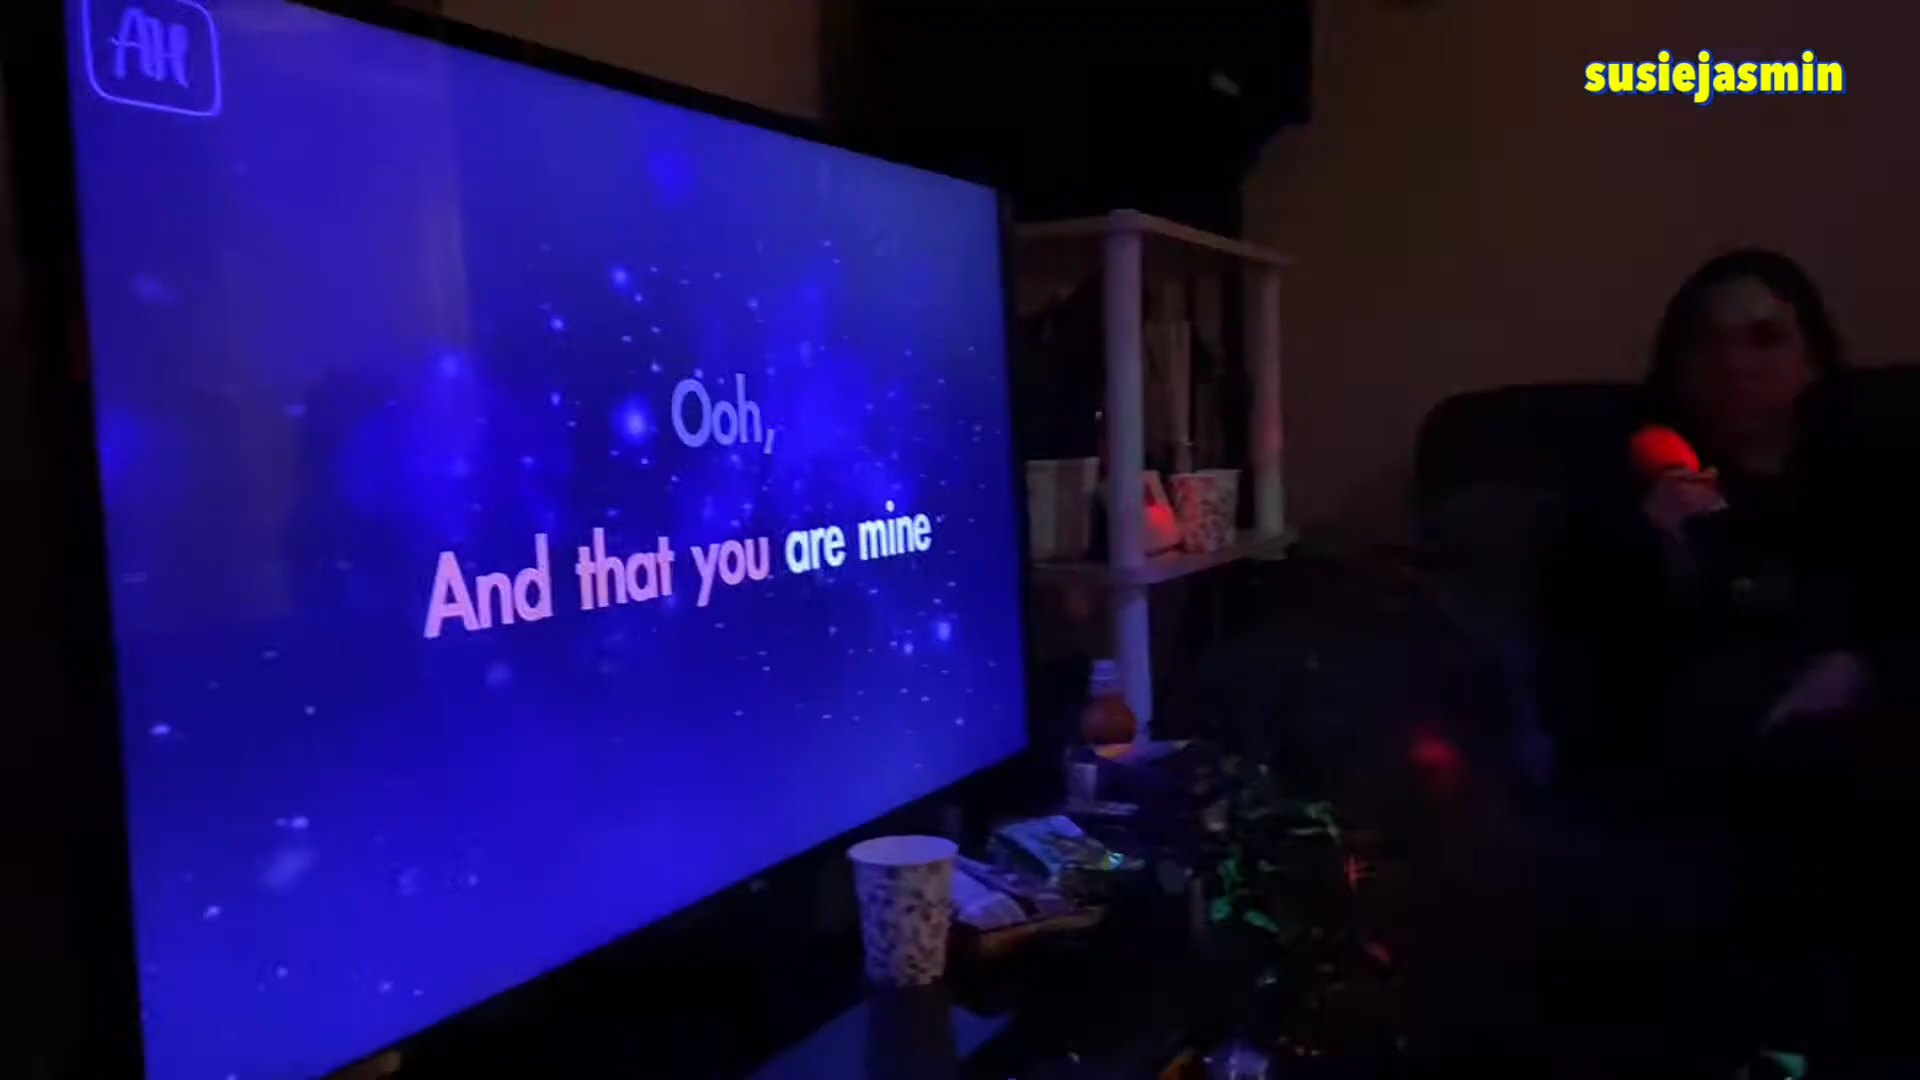 AH
susiejasmin
Ooh,
And that you are mine